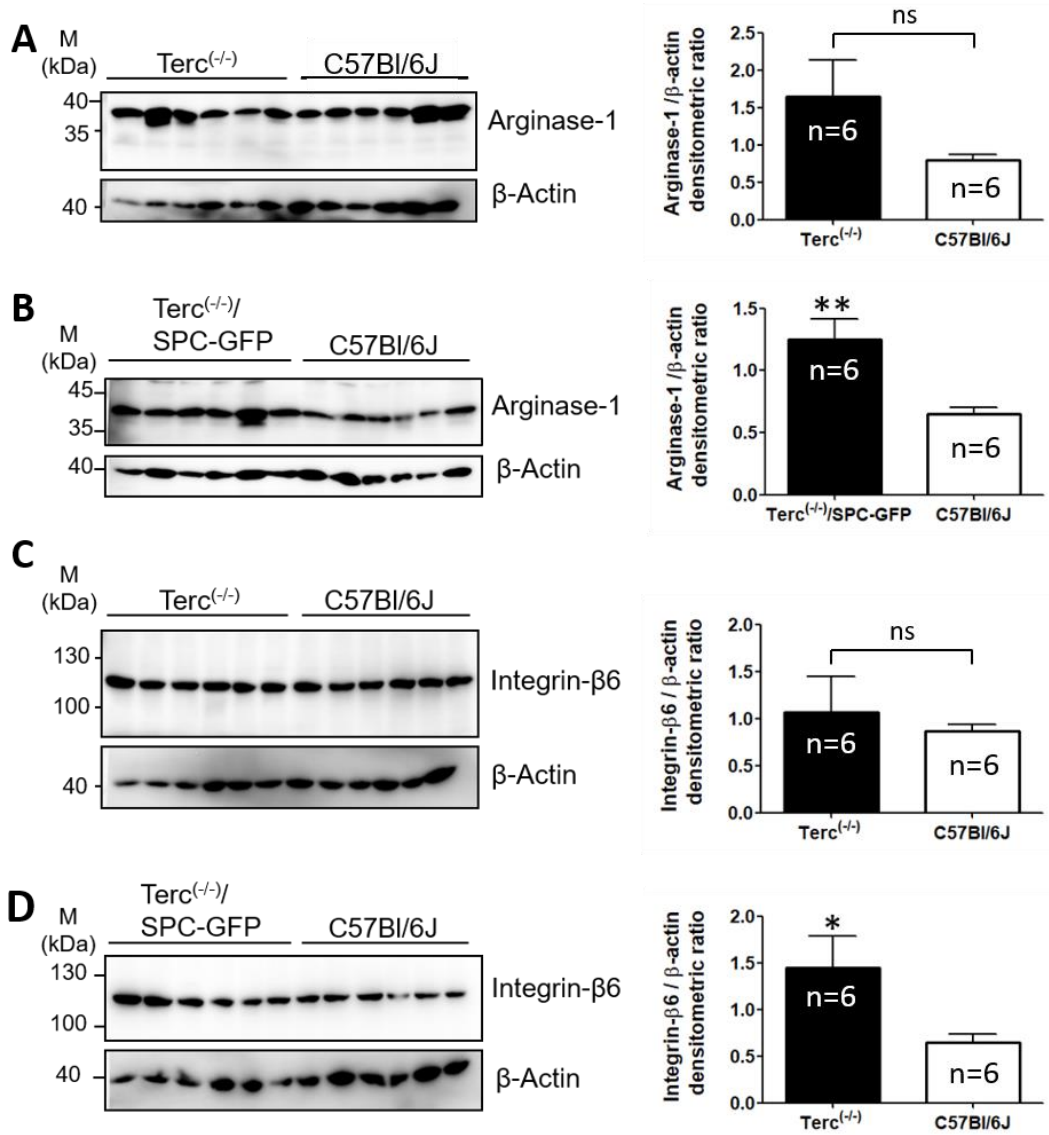 A
M
(kDa)
Terc(-/-)
C57Bl/6J
40
35
Arginase-1
40
β-Actin
ns
Arginase-1 /β-actin
densitometric ratio
2.5
2.0
1.5
1.0
0.5
0.0
n=6
n=6
Terc(-/-)
C57Bl/6J
B
M
(kDa)
Terc(-/-)/
SPC-GFP
C57Bl/6J
45
35
Arginase-1
40
β-Actin
Arginase-1 /β-actin
densitometric ratio
1.5
1.0
0.5
0.0
**
n=6
n=6
Terc(-/-)/SPC-GFP
C57Bl/6J
C
M
(kDa)
Terc(-/-)
C57Bl/6J
130
100
Integrin-β6
40
β-Actin
ns
Integrin-β6 / β-actin
densitometric ratio
2.0
1.5
1.0
0.5
0.0
n=6
n=6
Terc(-/-)
C57Bl/6J
D
M
(kDa)
Terc(-/-)/
SPC-GFP
C57Bl/6J
130
100
Integrin-β6
40
β-Actin
Integrin-β6 / β-actin
densitometric ratio
2.0
1.5
1.0
0.5
0.0
*
n=6
n=6
Terc(-/-)
C57Bl/6J